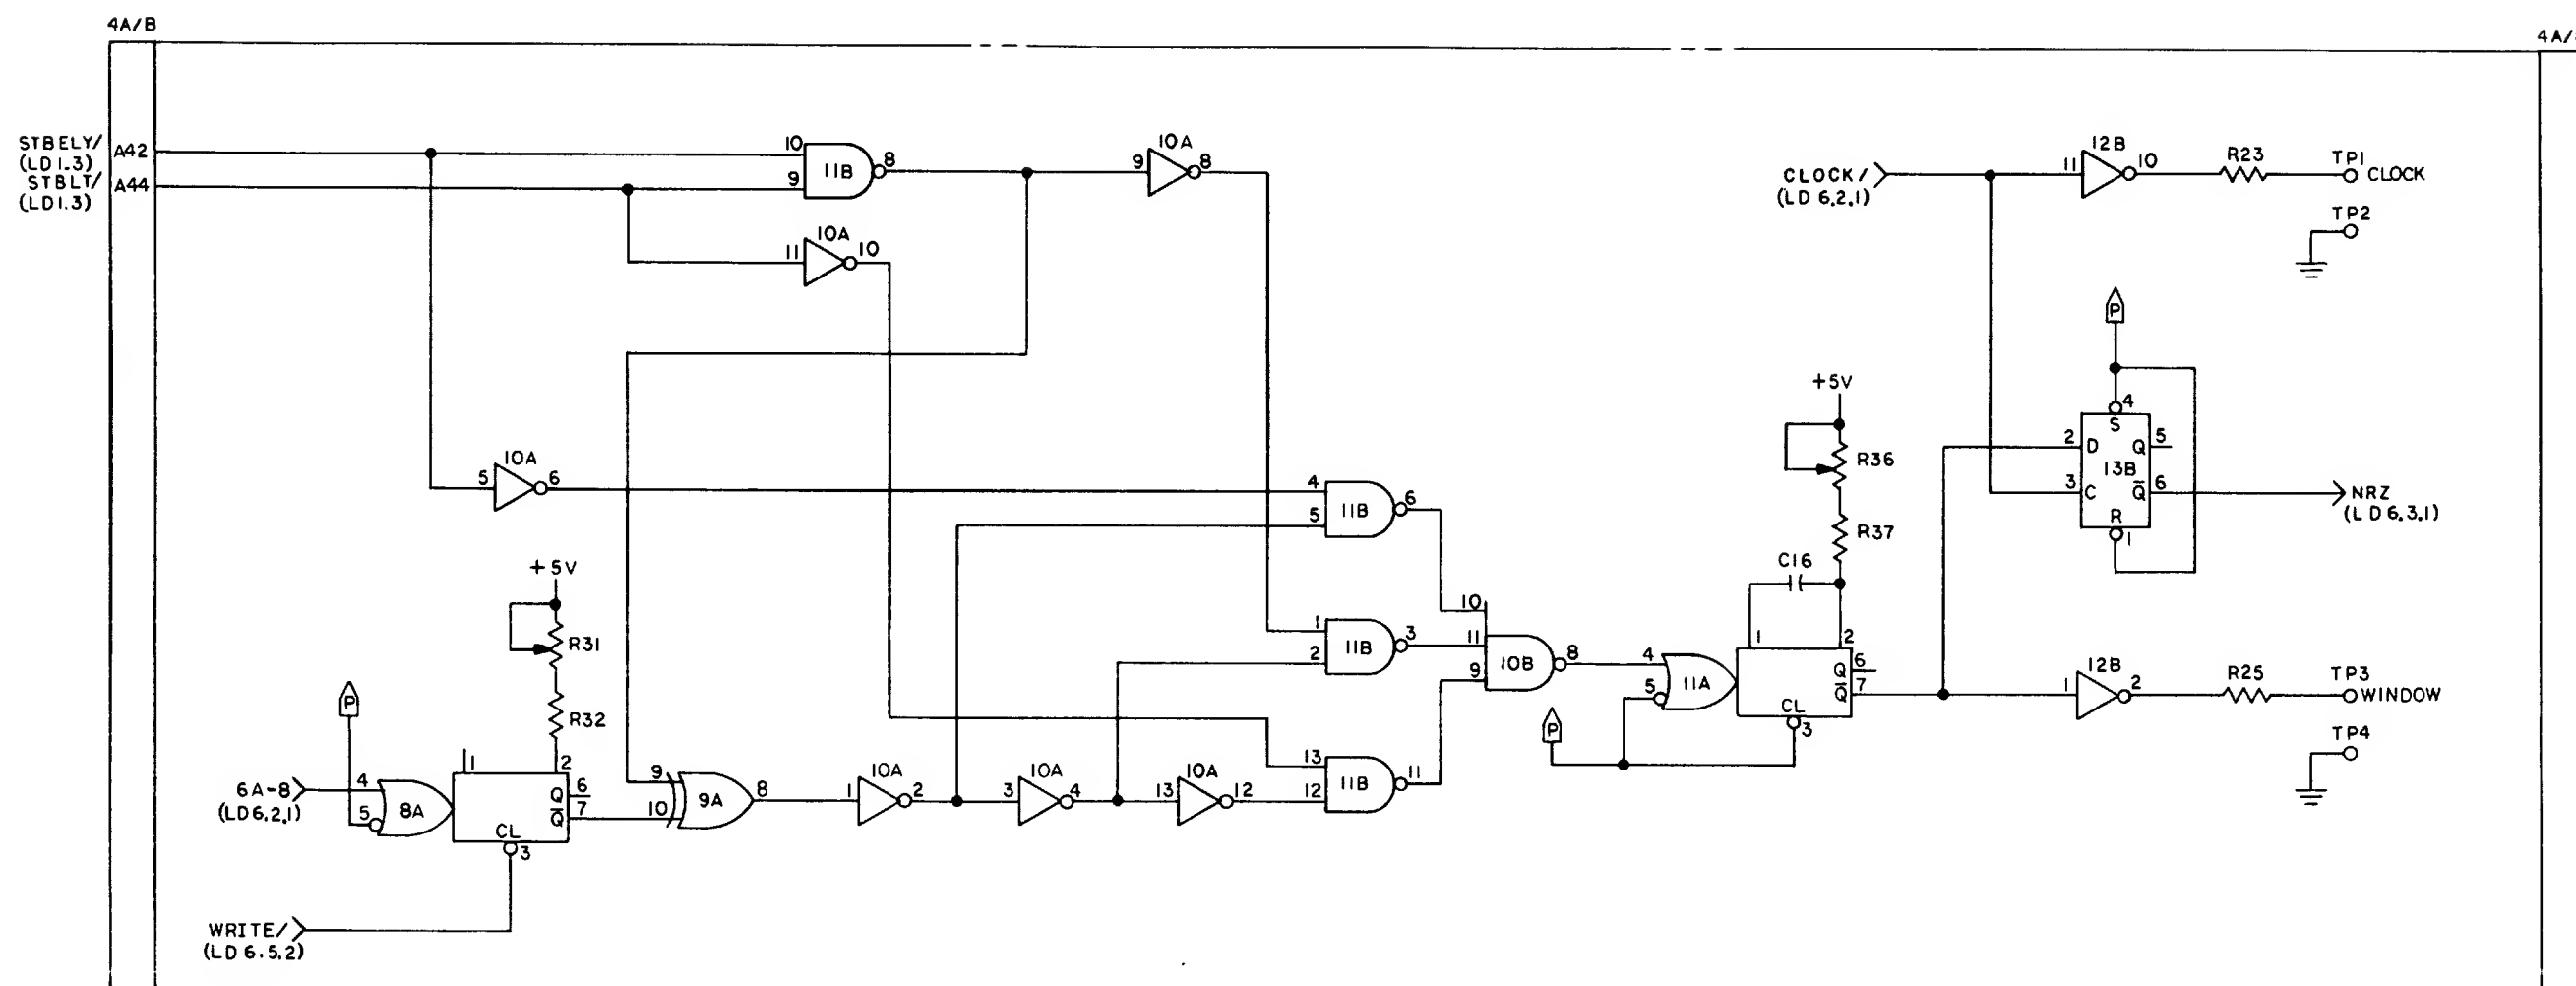 4A/B
4A/
STBELY/
(LD1.3)
A42
STBLT/
(LD1.3)
A44
10
9
11B
8
9
10A
8
11
10A
10
CLOCK/
(LD 6.2.1)
11
12B
10
R23
TP1
CLOCK
TP2
P
4
S
2
D
Q
5
13B
3
C
Q̅
6
R
1
NRZ
(LD 6.3.1)
5
10A
6
4
5
11B
6
+5V
R36
R37
C16
+5V
R31
R32
1
2
11B
3
10
11
9
10B
8
4
5
11A
1
2
Q
6
Q̅
7
CL
3
P
1
12B
2
R25
TP3
WINDOW
TP4
P
6A-8
(LD6.2.1)
4
5
8A
1
2
Q
6
Q̅
7
CL
3
9
10
9A
8
1
10A
2
3
10A
4
13
10A
12
13
12
11B
11
WRITE/
(LD 6.5.2)